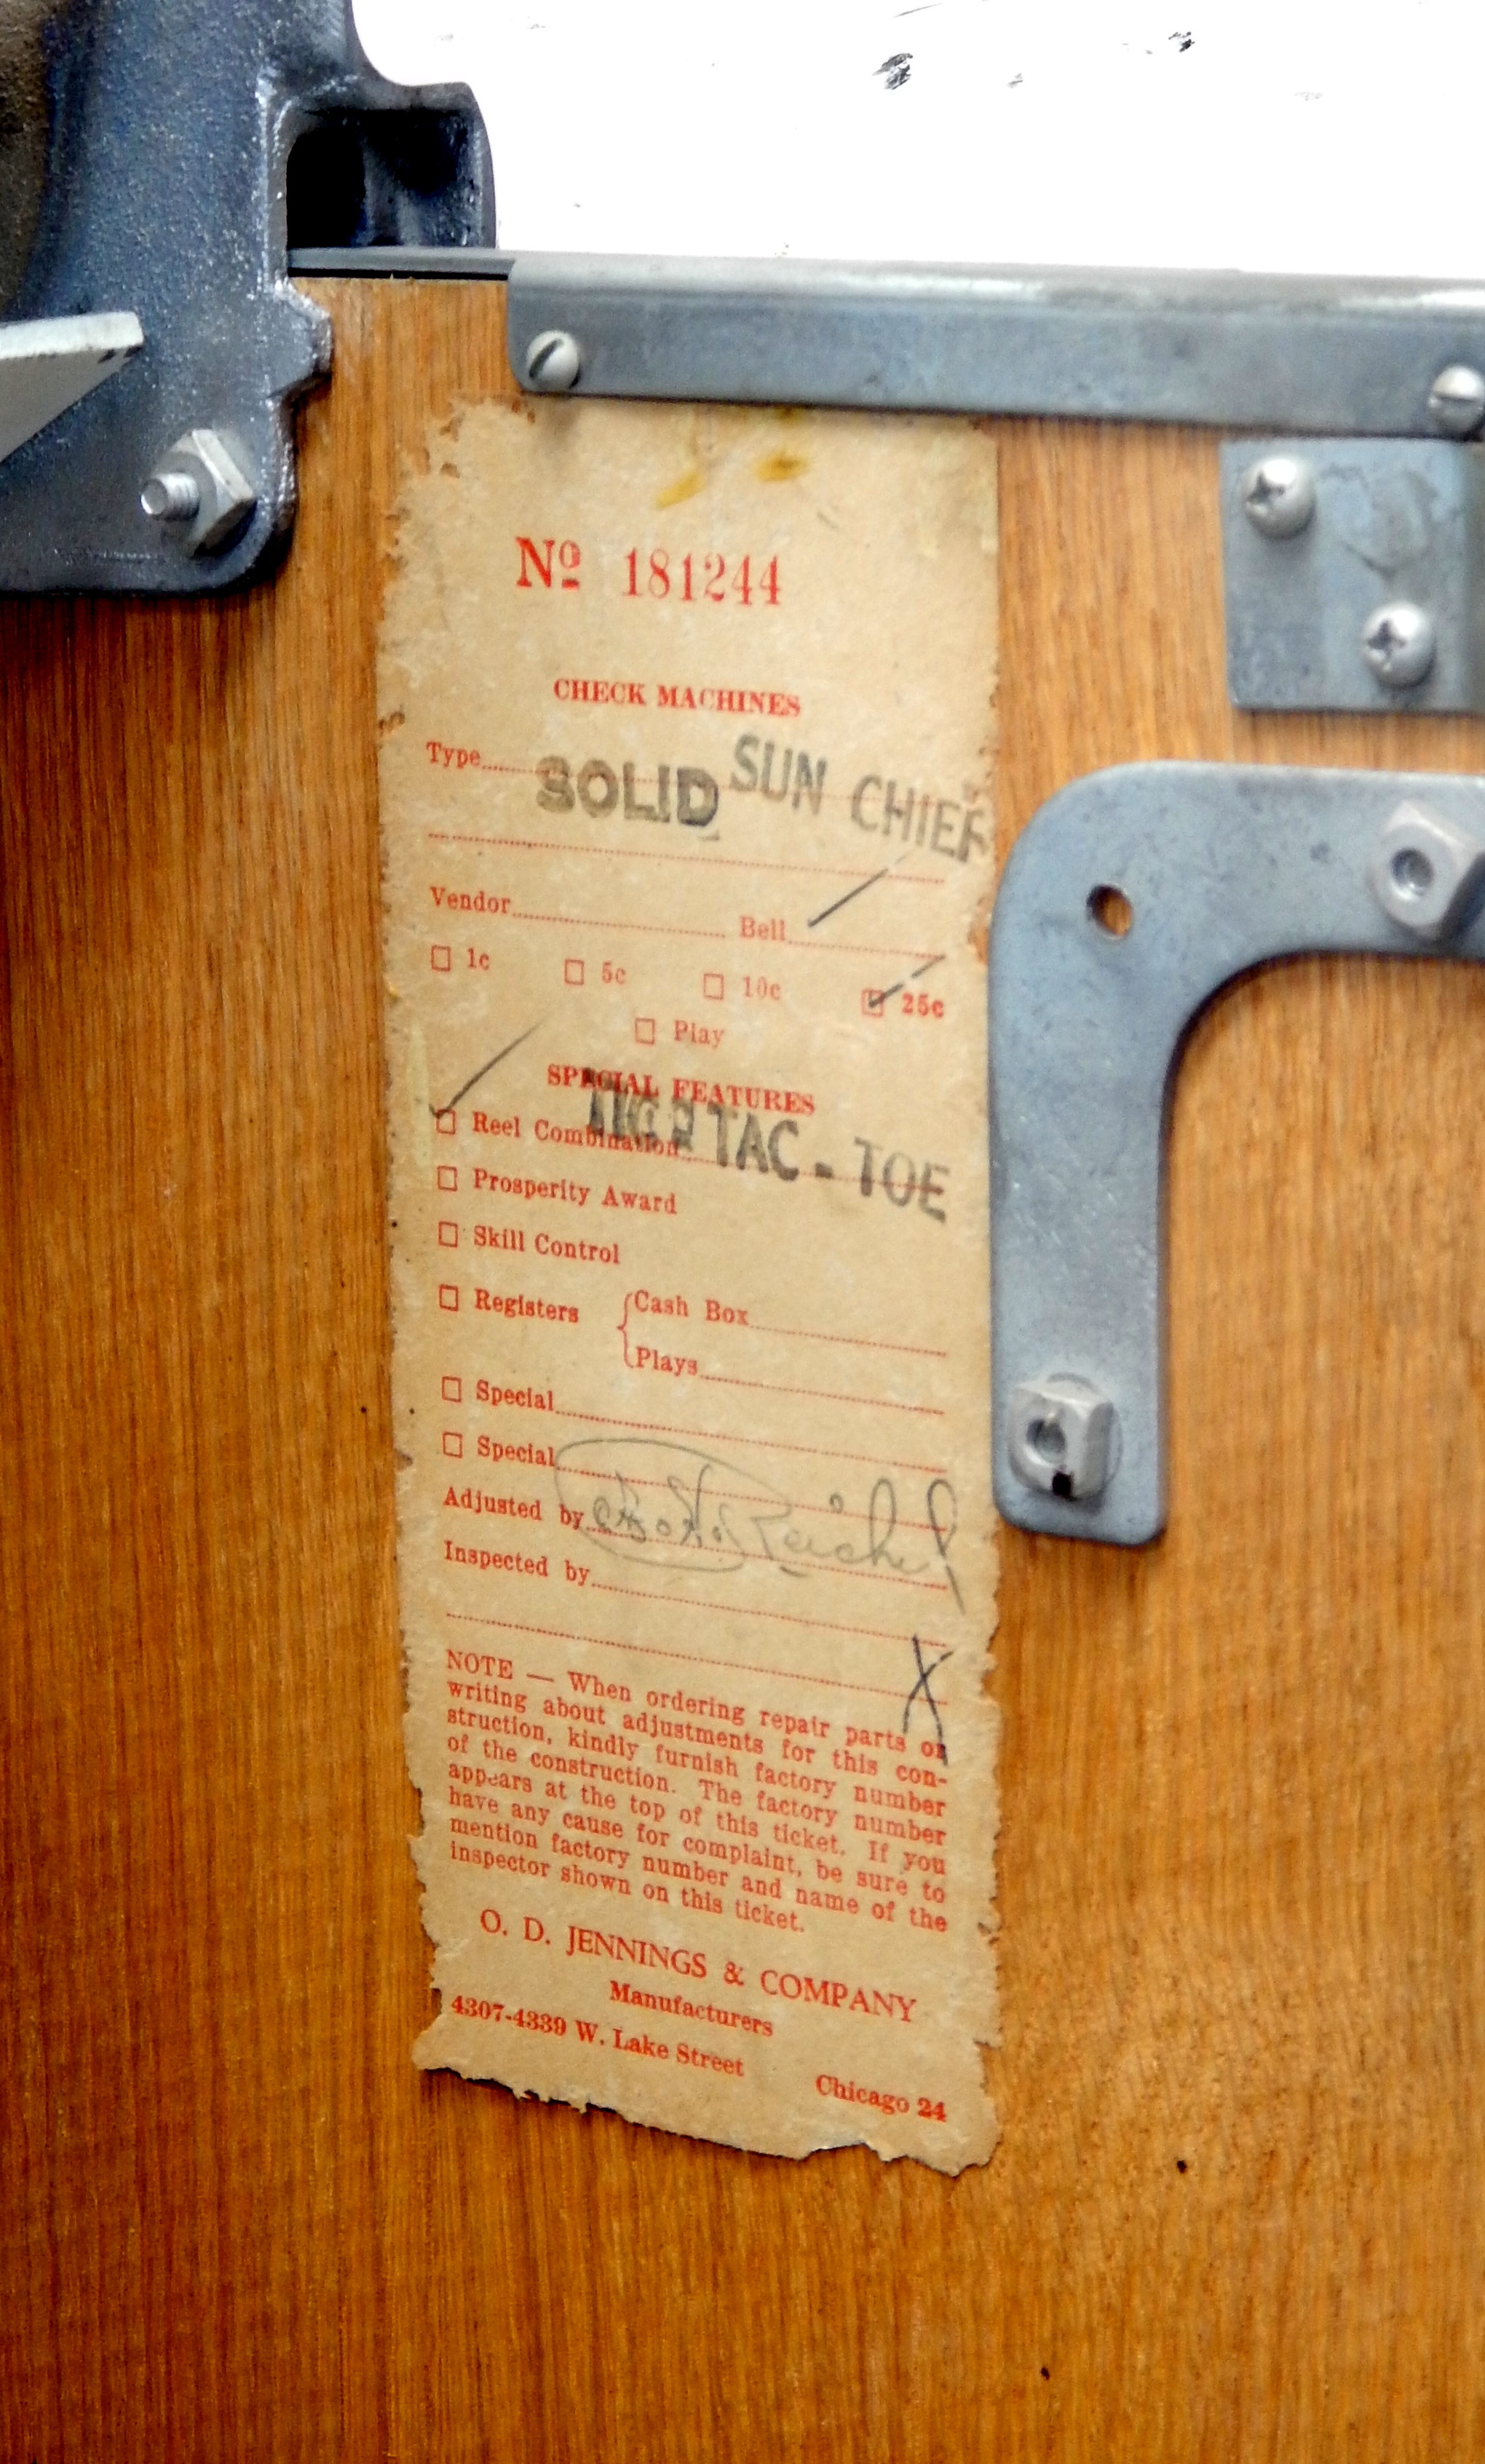 Nº 181244
CHECK MACHINES
Type SOLID SUN CHIEF
Vendor Bell
1c 5c 10c 25c
Play
SPECIAL FEATURES
Reel Combination TAC - TOE
Prosperity Award
Skill Control
Registers Cash Box
Plays
Special
Special
Adjusted by
Inspected by
NOTE — When ordering repair parts or
writing about adjustments for this con-
struction, kindly furnish factory number
of the construction. The factory number
appears at the top of this ticket. If you
have any cause for complaint, be sure to
mention factory number and name of the
inspector shown on this ticket.
O. D. JENNINGS & COMPANY
Manufacturers
4307-4339 W. Lake Street Chicago 24